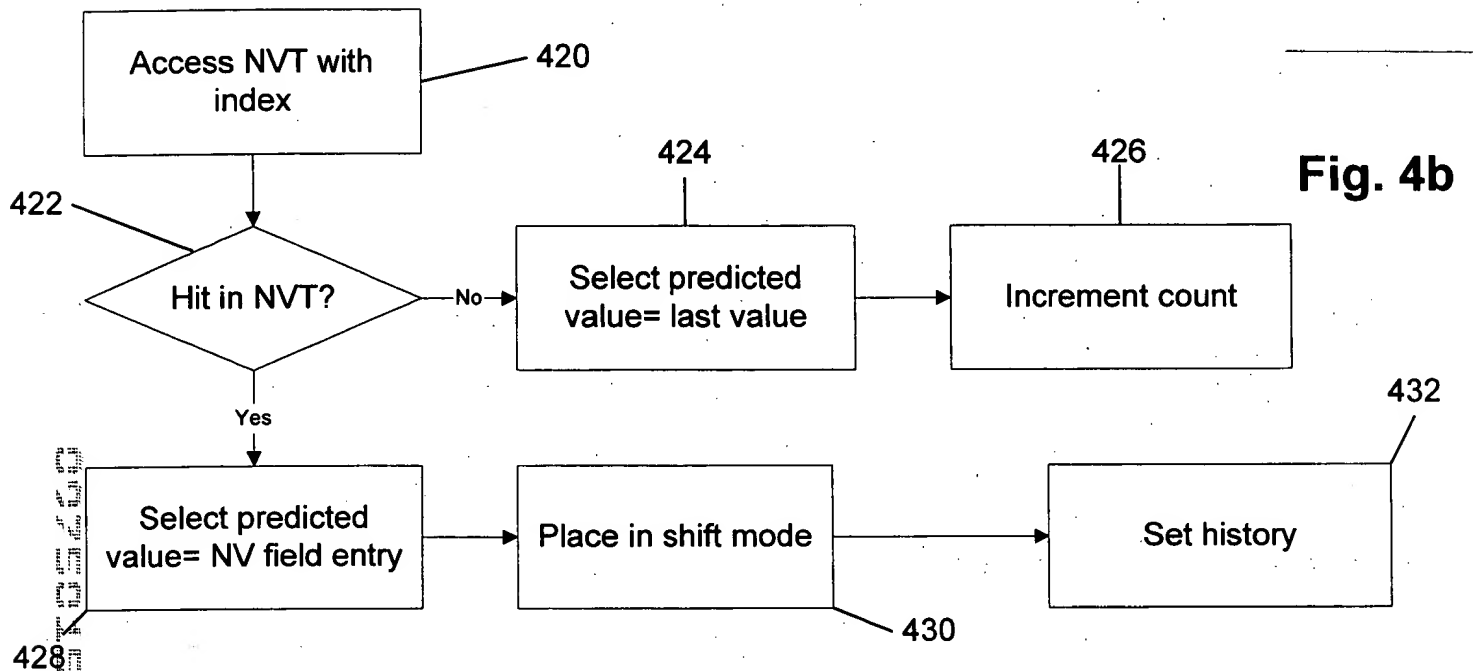 Access NVT with
index
420
424
426
Fig. 4b
422
Hit in NVT?
No
Select predicted
value= last value
Increment count
Yes
432
Select predicted
value= NV field entry
Place in shift mode
Set history
428
430